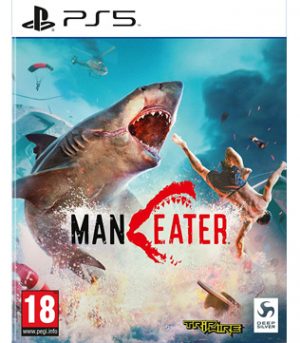 PS5
MANEATER
18
www.pegi.info
TRIPWIRE
DEEP
SILVER